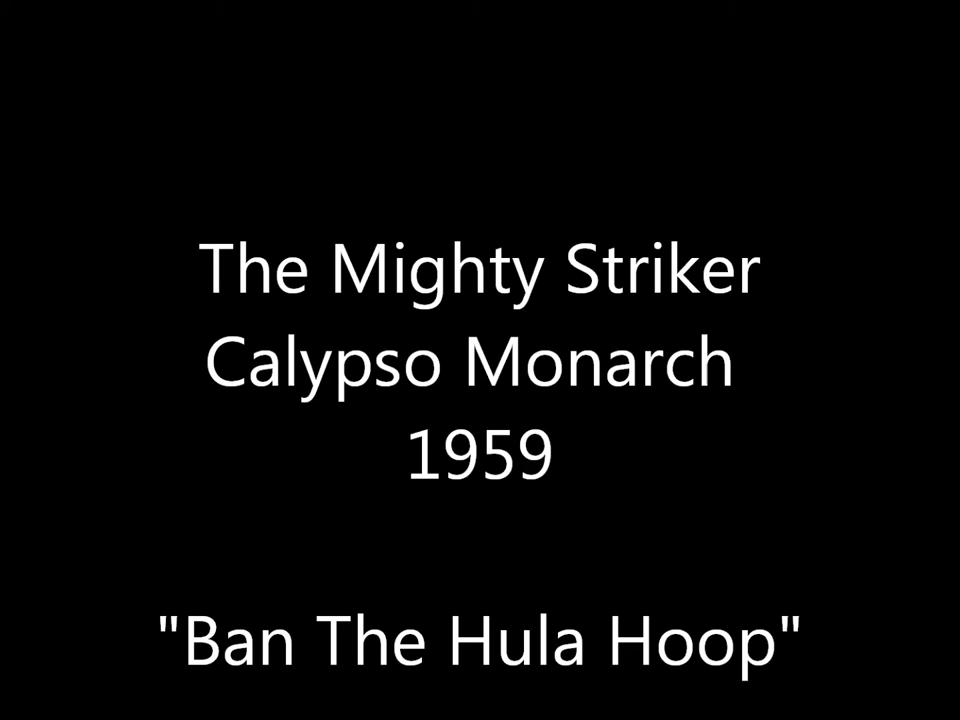 The Mighty Striker
Calypso Monarch
1959
"Ban The Hula Hoop"